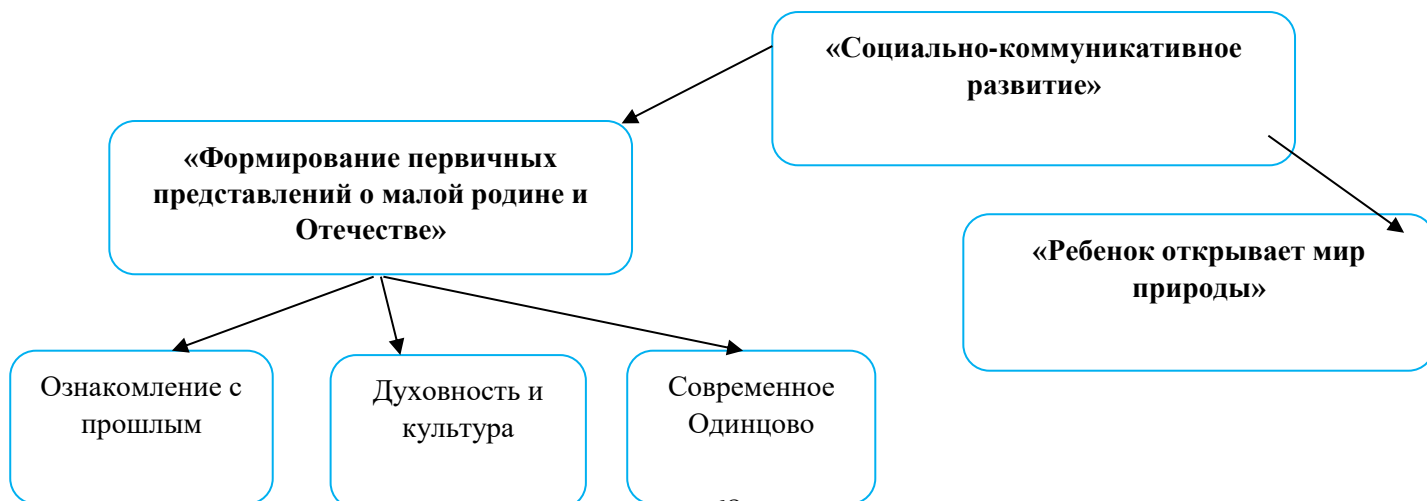 «Социально-коммуникативное
развитие»
«Формирование первичных
представлений о малой родине и
Отечестве»
«Ребенок открывает мир
природы»
Ознакомление с
прошлым
Духовность и
культура
Современное
Одинцово